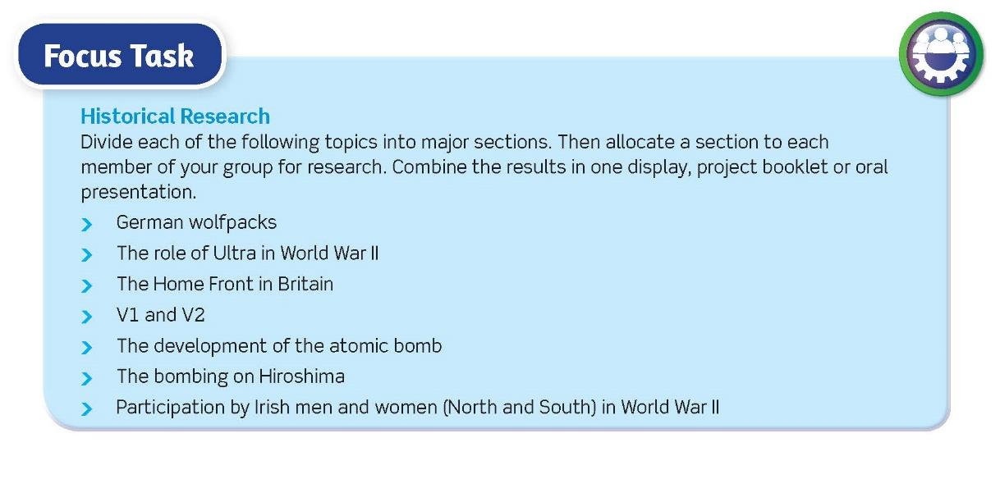 Focus Task
Historical Research
Divide each of the following topics into major sections. Then allocate a section to each
member of your group for research. Combine the results in one display, project booklet or oral
presentation.
German wolfpacks
The role of Ultra in World War II
The Home Front in Britain
V1 and V2
The development of the atomic bomb
The bombing on Hiroshima
Participation by Irish men and women (North and South) in World War II